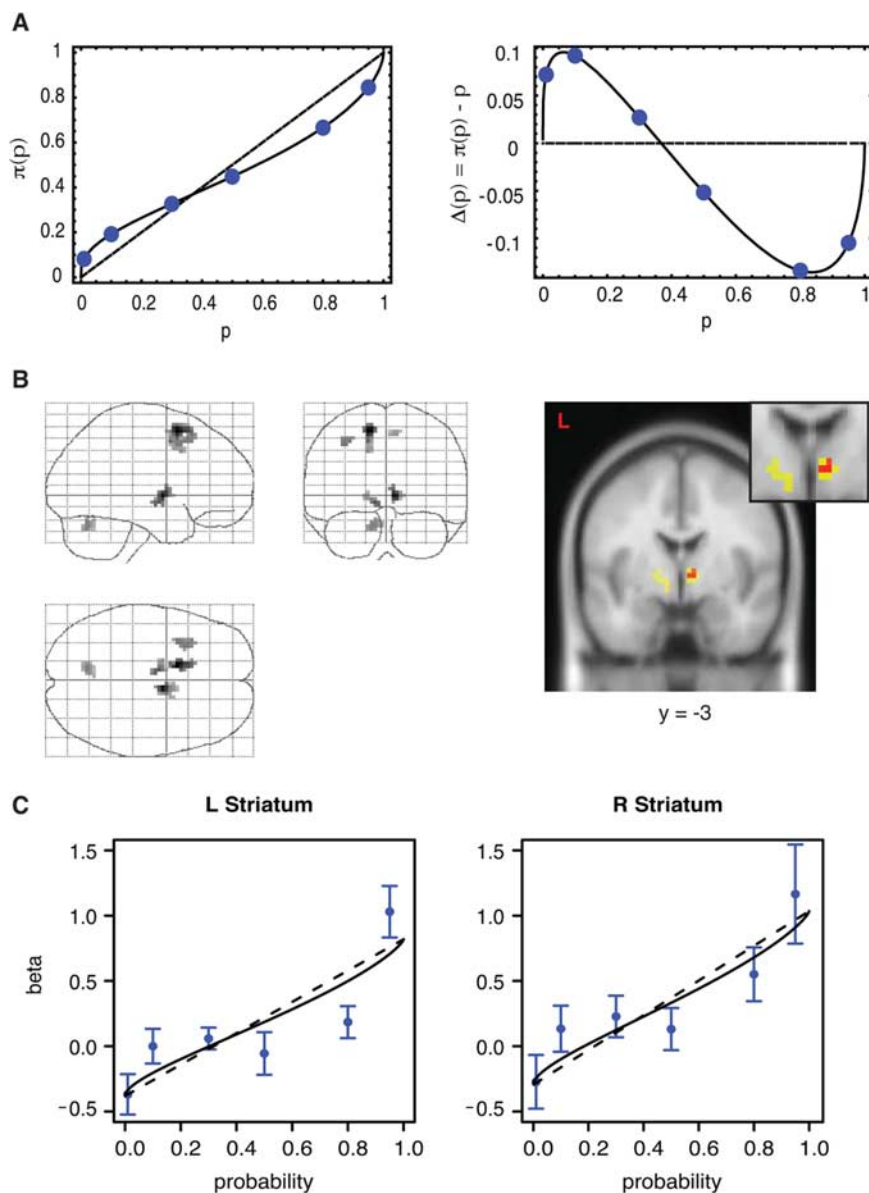 A
π(p)
1
0.8
0.6
0.4
0.2
0
0 0.2 0.4 0.6 0.8 1
p
Δ(p) = π(p) - p
0.1
0.05
0
-0.05
-0.1
0 0.2 0.4 0.6 0.8 1
p
B
L
y = -3
C
L Striatum
beta
1.5
1.0
0.5
0.0
-0.5
0.0 0.2 0.4 0.6 0.8 1.0
probability
R Striatum
1.5
1.0
0.5
0.0
-0.5
0.0 0.2 0.4 0.6 0.8 1.0
probability